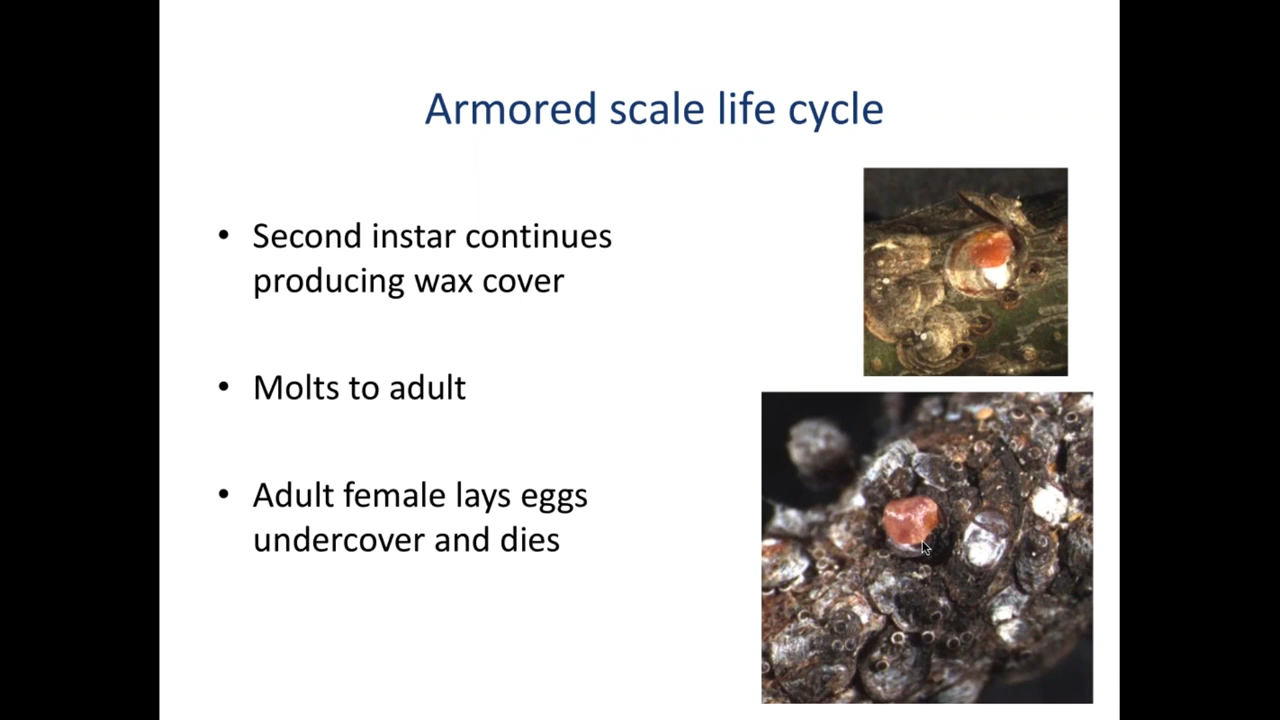 Armored scale life cycle
• Second instar continues
producing wax cover
• Molts to adult
• Adult female lays eggs
undercover and dies